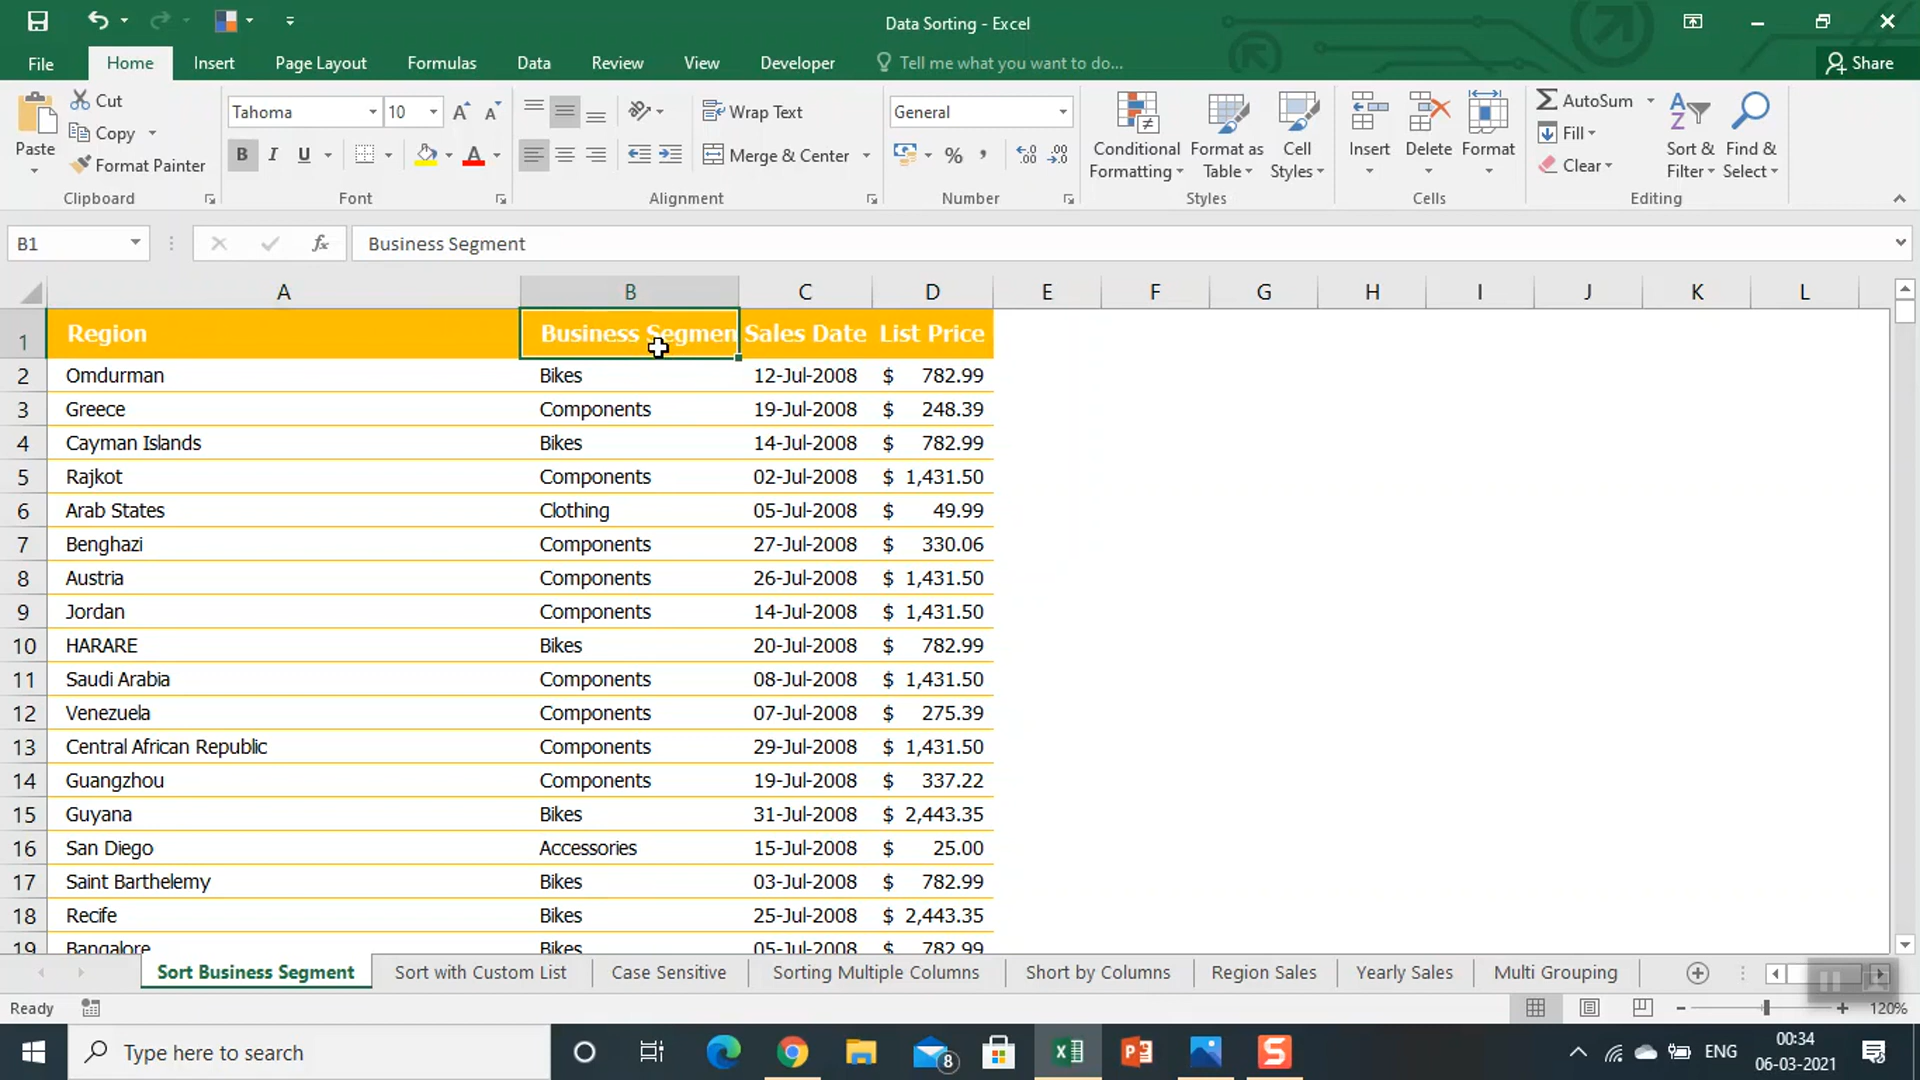 Data Sorting - Excel
File Home Insert Page Layout Formulas Data Review View Developer Tell me what you want to do... Share
Paste Cut Copy Format Painter Clipboard
Tahoma 10 B I U Font
Wrap Text Merge & Center Alignment
General % , .00 Number
Conditional Formatting Format as Table Cell Styles Styles
Insert Delete Format Cells
AutoSum Fill Clear Sort & Filter Find & Select Editing
B1 fx Business Segment
A B C D E F G H I J K L
1 Region Business Segmen Sales Date List Price
2 Omdurman Bikes 12-Jul-2008 $ 782.99
3 Greece Components 19-Jul-2008 $ 248.39
4 Cayman Islands Bikes 14-Jul-2008 $ 782.99
5 Rajkot Components 02-Jul-2008 $ 1,431.50
6 Arab States Clothing 05-Jul-2008 $ 49.99
7 Benghazi Components 27-Jul-2008 $ 330.06
8 Austria Components 26-Jul-2008 $ 1,431.50
9 Jordan Components 14-Jul-2008 $ 1,431.50
10 HARARE Bikes 20-Jul-2008 $ 782.99
11 Saudi Arabia Components 08-Jul-2008 $ 1,431.50
12 Venezuela Components 07-Jul-2008 $ 275.39
13 Central African Republic Components 29-Jul-2008 $ 1,431.50
14 Guangzhou Components 19-Jul-2008 $ 337.22
15 Guyana Bikes 31-Jul-2008 $ 2,443.35
16 San Diego Accessories 15-Jul-2008 $ 25.00
17 Saint Barthelemy Bikes 03-Jul-2008 $ 782.99
18 Recife Bikes 25-Jul-2008 $ 2,443.35
19 Bangalore Bikes 05-Jul-2008 $ 782.99
Sort Business Segment Sort with Custom List Case Sensitive Sorting Multiple Columns Short by Columns Region Sales Yearly Sales Multi Grouping
Ready 120%
Type here to search 8 ENG 00:34
06-03-2021